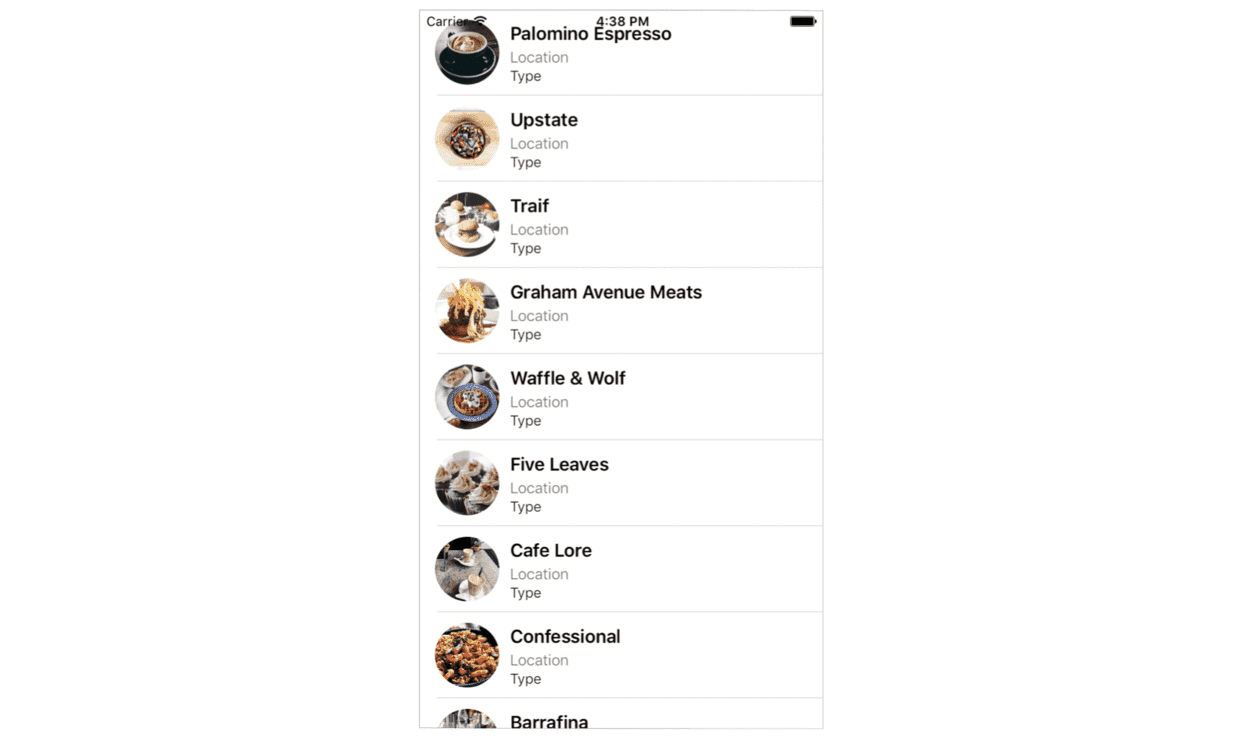 Carrier 4:38 PM
Palomino Espresso
Location
Type
Upstate
Location
Type
Traif
Location
Type
Graham Avenue Meats
Location
Type
Waffle & Wolf
Location
Type
Five Leaves
Location
Type
Cafe Lore
Location
Type
Confessional
Location
Type
Barrafina